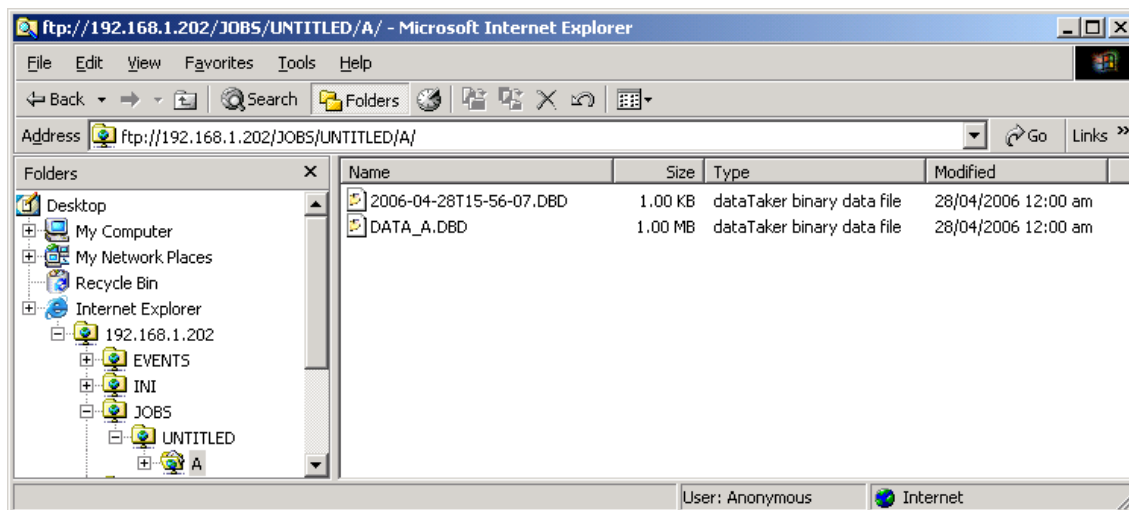 ftp://192.168.1.202/JOBS/UNTITLED/A/ - Microsoft Internet Explorer
File Edit View Favorites Tools Help
Back Search Folders
Address ftp://192.168.1.202/JOBS/UNTITLED/A/ Go Links »
Folders x Name Size Type Modified
Desktop
My Computer
My Network Places
Recycle Bin
Internet Explorer
192.168.1.202
EVENTS
INI
JOBS
UNTITLED
A
2006-04-28T15-56-07.DBD 1.00 KB dataTaker binary data file 28/04/2006 12:00 am
DATA_A.DBD 1.00 MB dataTaker binary data file 28/04/2006 12:00 am
User: Anonymous Internet